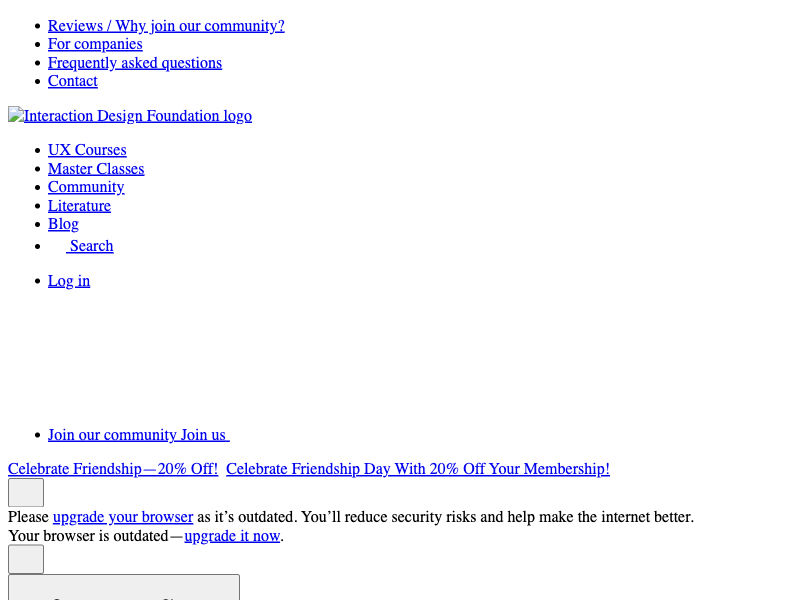 Reviews / Why join our community?
For companies
Frequently asked questions
Contact
Interaction Design Foundation logo
UX Courses
Master Classes
Community
Literature
Blog
Search
Log in
Join our community Join us
Celebrate Friendship—20% Off! Celebrate Friendship Day With 20% Off Your Membership!
Please upgrade your browser as it’s outdated. You’ll reduce security risks and help make the internet better.
Your browser is outdated—upgrade it now.